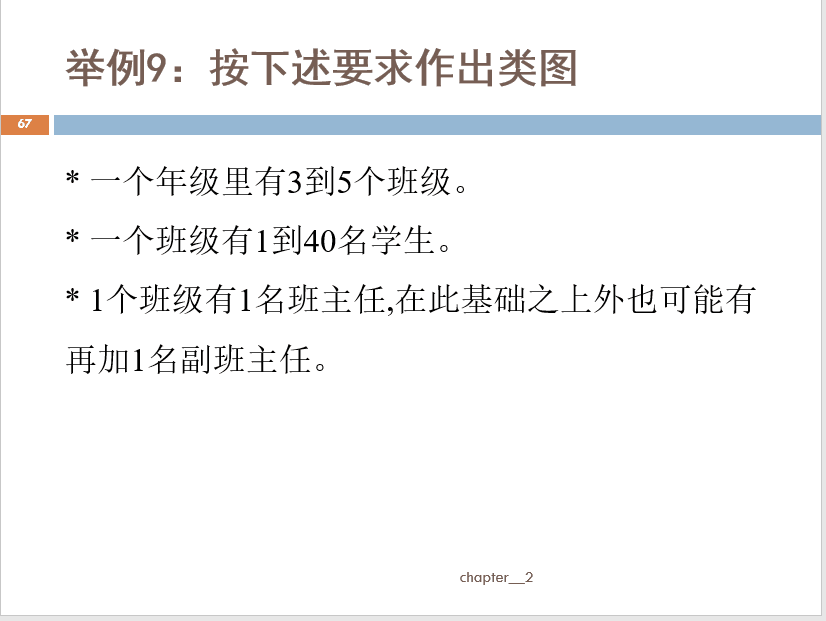 举例9：按下述要求作出类图
67
* 一个年级里有3到5个班级。
* 一个班级有1到40名学生。
* 1个班级有1名班主任,在此基础之上外也可能有
再加1名副班主任。
chapter__2